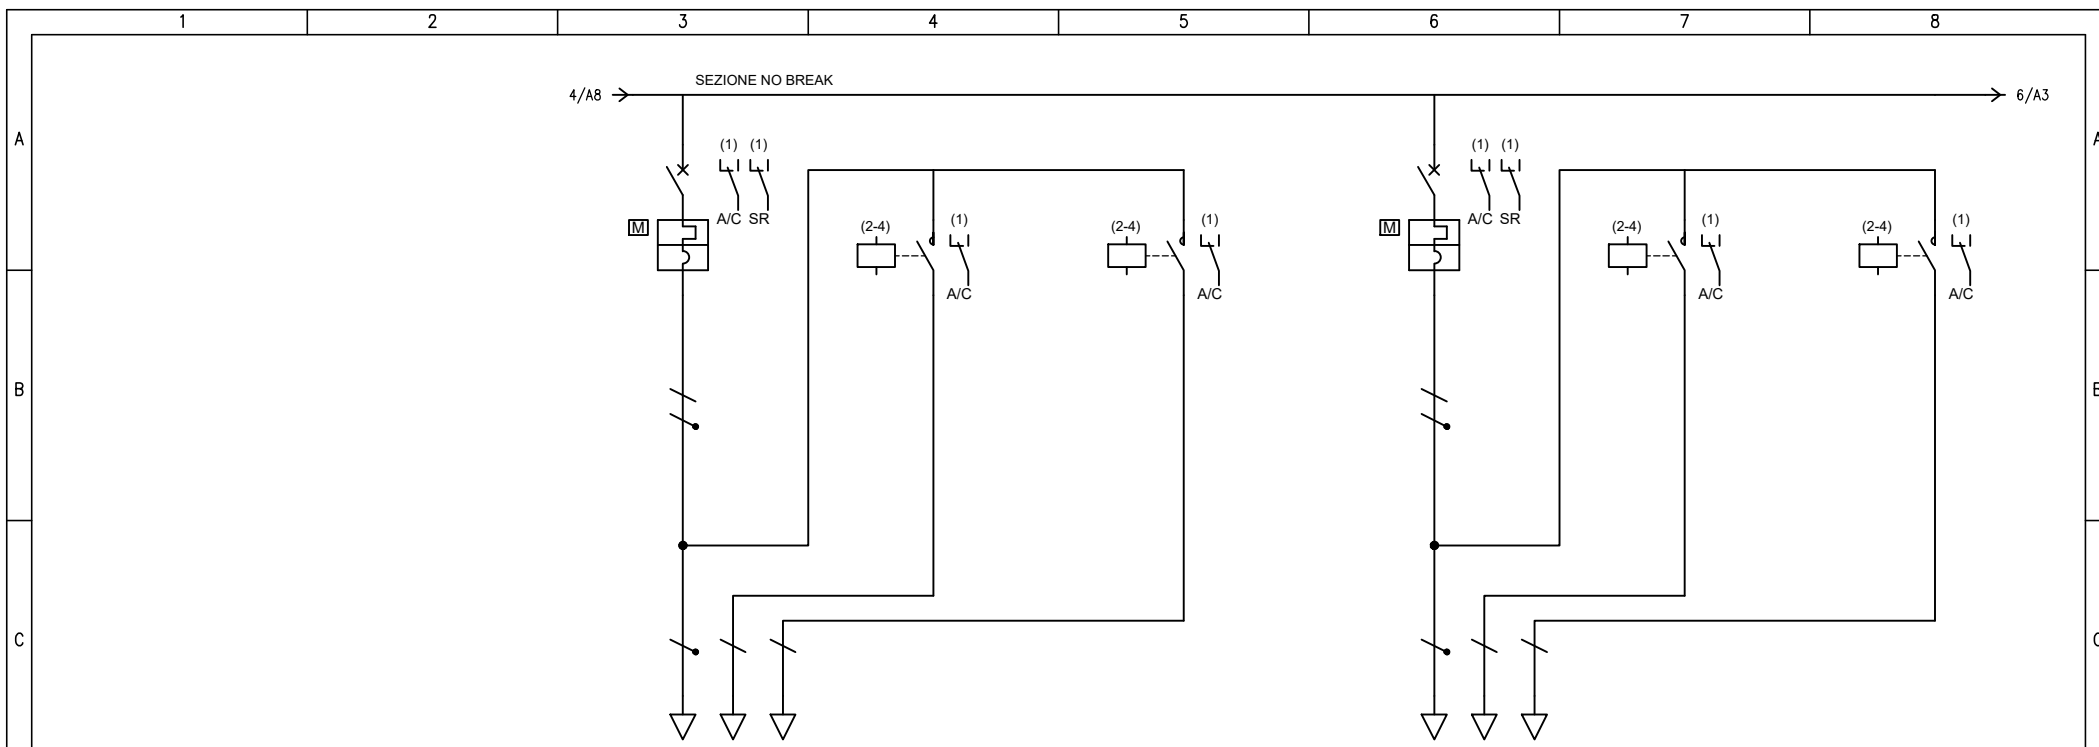 1 2 3 4 5 6 7 8
SEZIONE NO BREAK
4/A8 6/A3
A A
(1) (1) (1) (1)
A/C SR A/C SR
M (2-4) (1) (2-4) (1) M (2-4) (1) (2-4) (1)
A/C A/C A/C A/C
B B
C C